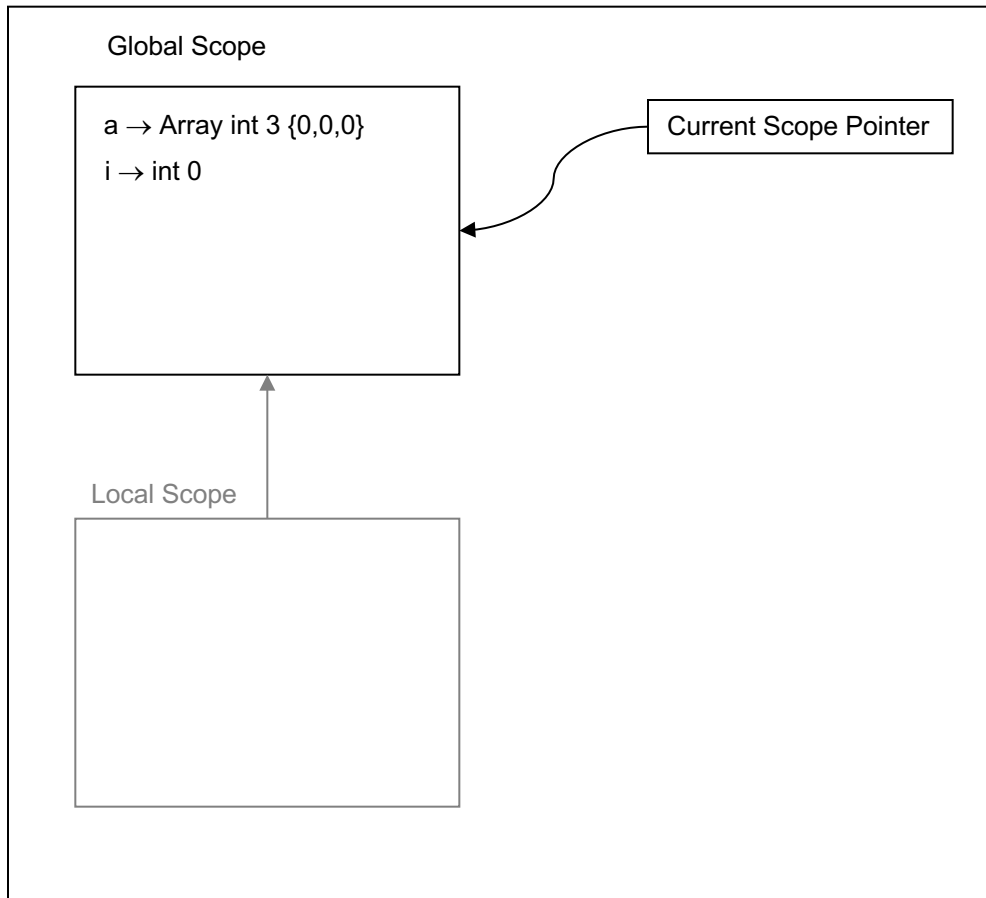 Global Scope
a → Array int 3 {0,0,0}
i → int 0
Current Scope Pointer
Local Scope